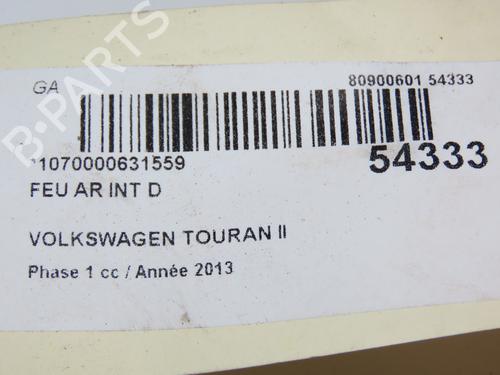 GA
80900601 54333
*1070000631559
54333
FEU AR INT D
VOLKSWAGEN TOURAN II
Phase 1 cc / Année 2013
B-PARTS